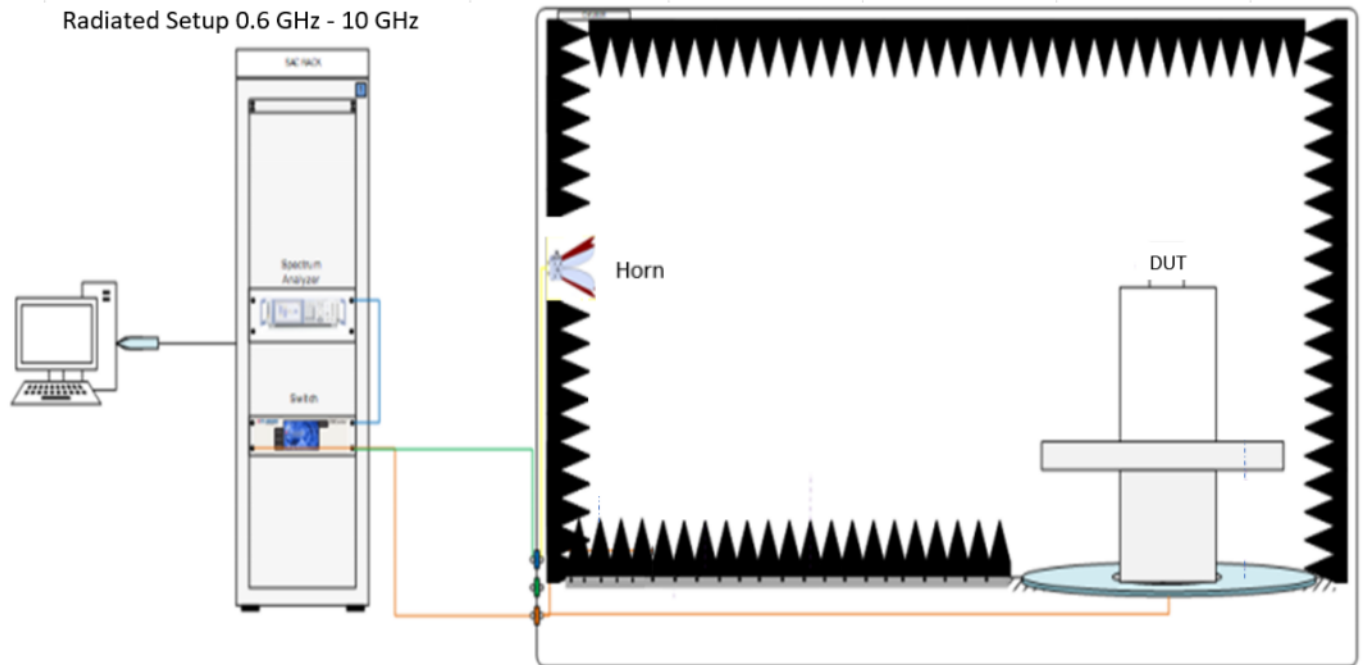 Radiated Setup 0.6 GHz - 10 GHz
SAC RACK
Spectrum
Analyzer
Switch
Horn
DUT